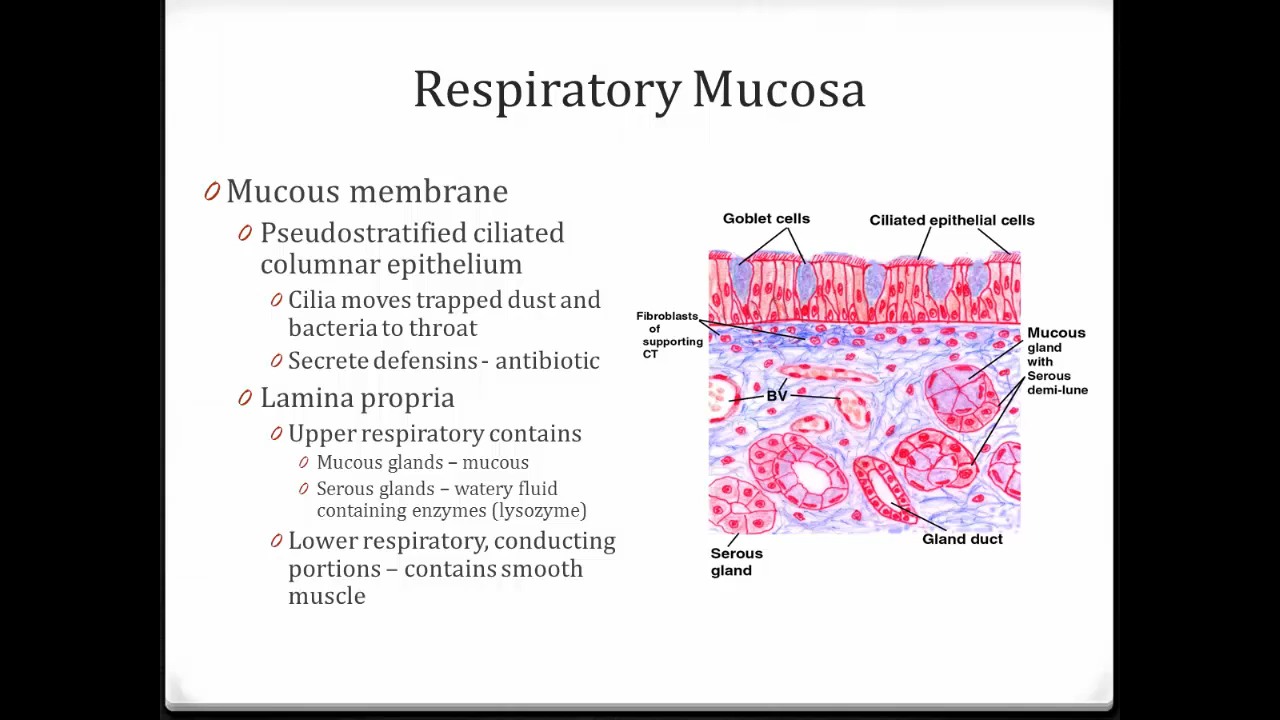 Respiratory Mucosa
Mucous membrane
Pseudostratified ciliated
columnar epithelium
Cilia moves trapped dust and
bacteria to throat
Secrete defensins - antibiotic
Lamina propria
Upper respiratory contains
Mucous glands – mucous
Serous glands – watery fluid
containing enzymes (lysozyme)
Lower respiratory, conducting
portions – contains smooth
muscle
Goblet cells
Ciliated epithelial cells
Fibroblasts
of
supporting
CT
BV
Mucous
gland
with
Serous
demi-lune
Gland duct
Serous
gland